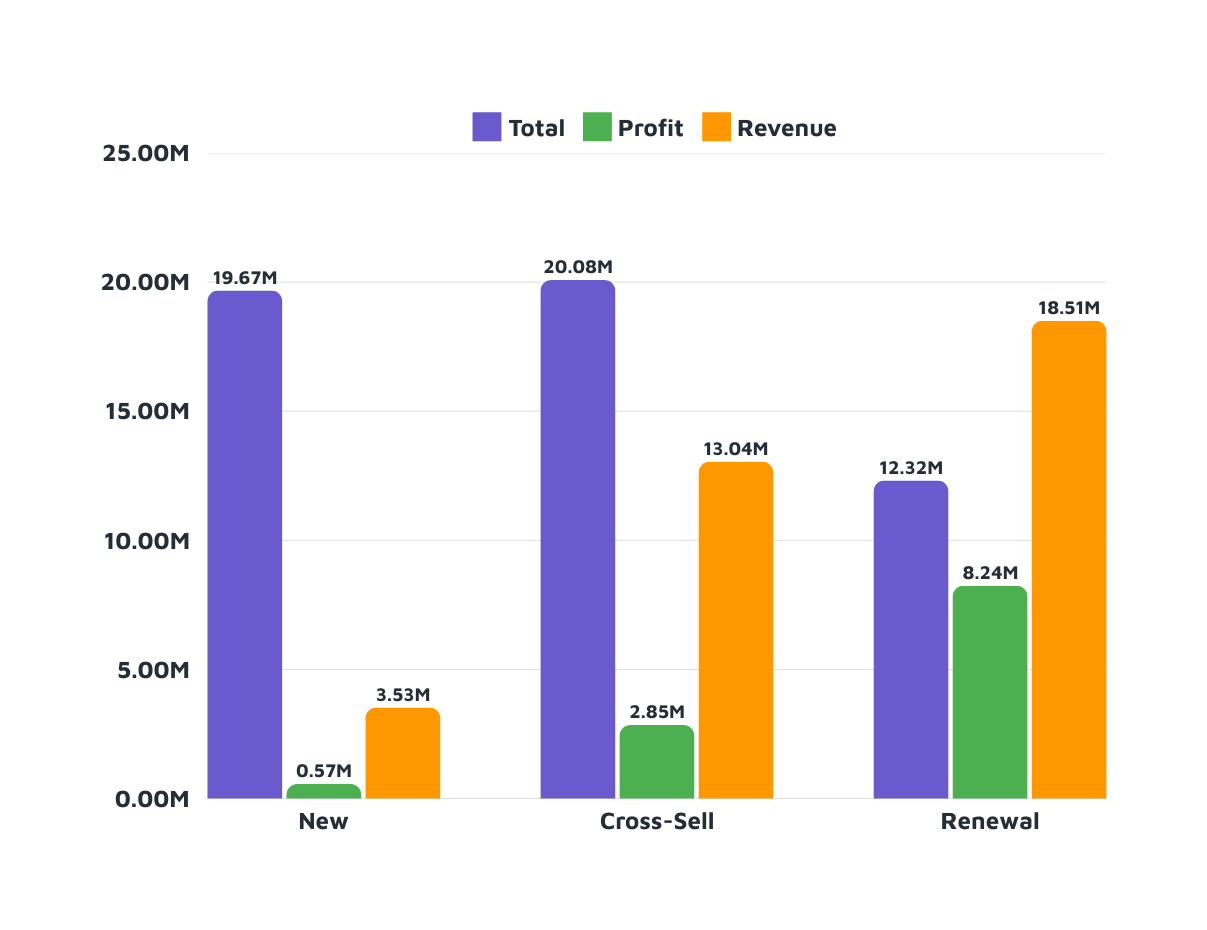 Total Profit Revenue
25.00M
20.00M
15.00M
10.00M
5.00M
0.00M
19.67M
0.57M
3.53M
20.08M
2.85M
13.04M
12.32M
8.24M
18.51M
New Cross-Sell Renewal